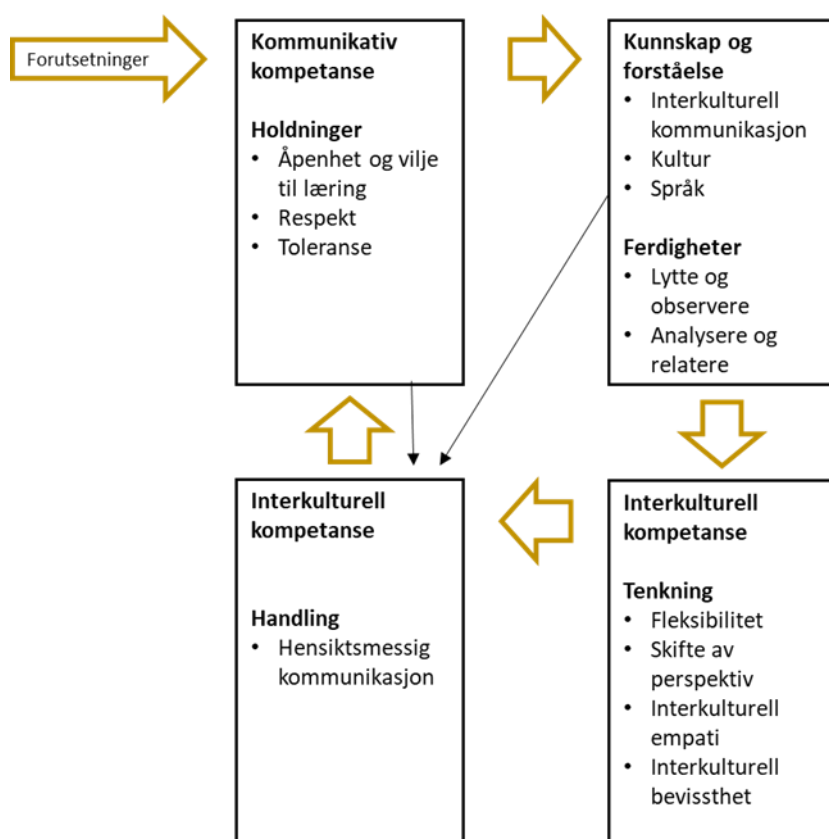 Forutsetninger
Kommunikativ
kompetanse
Holdninger
• Åpenhet og vilje
til læring
• Respekt
• Toleranse
Kunnskap og
forståelse
• Interkulturell
kommunikasjon
• Kultur
• Språk
Ferdigheter
• Lytte og
observere
• Analysere og
relatere
Interkulturell
kompetanse
Handling
• Hensiktsmessig
kommunikasjon
Interkulturell
kompetanse
Tenkning
• Fleksibilitet
• Skifte av
perspektiv
• Interkulturell
empati
• Interkulturell
bevissthet